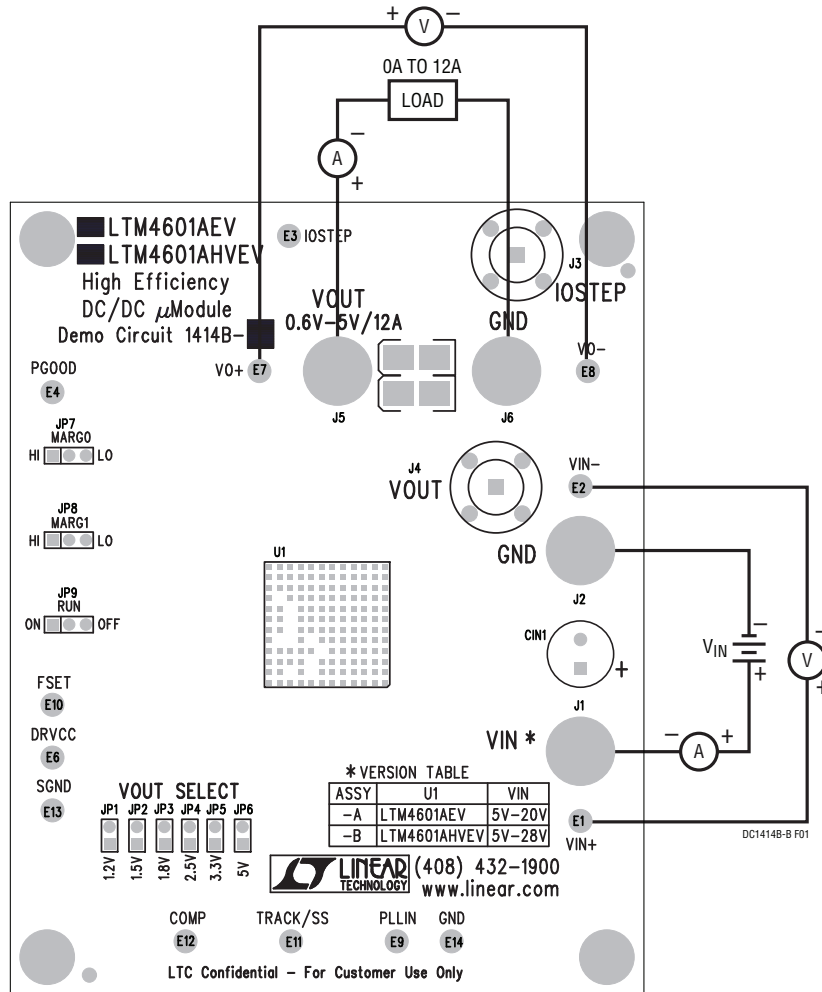 + V −
0A TO 12A
LOAD
−
A
+
LTM4601AEV
LTM4601AHVEV
High Efficiency
DC/DC µModule
Demo Circuit 1414B-
E3 IOSTEP
J3
IOSTEP
VOUT
0.6V-5V/12A
GND
VO+ E7
J5
J6
VO-
E8
PGOOD
E4
JP7
MARG0
HI LO
JP8
MARG1
HI LO
JP9
RUN
ON OFF
J4
VOUT
VIN-
E2
GND
J2
U1
CIN1
+
J1
VIN *
−
VIN
+
−
V
+
− A +
FSET
E10
DRVCC
E6
SGND
E13
VOUT SELECT
JP1 JP2 JP3 JP4 JP5 JP6
1.2V 1.5V 1.8V 2.5V 3.3V 5V
* VERSION TABLE
ASSY U1 VIN
-A LTM4601AEV 5V-20V
-B LTM4601AHVEV 5V-28V
E1
VIN+
DC1414B-B F01
LT LINEAR TECHNOLOGY (408) 432-1900
www.linear.com
COMP TRACK/SS PLLIN GND
E12 E11 E9 E14
LTC Confidential - For Customer Use Only